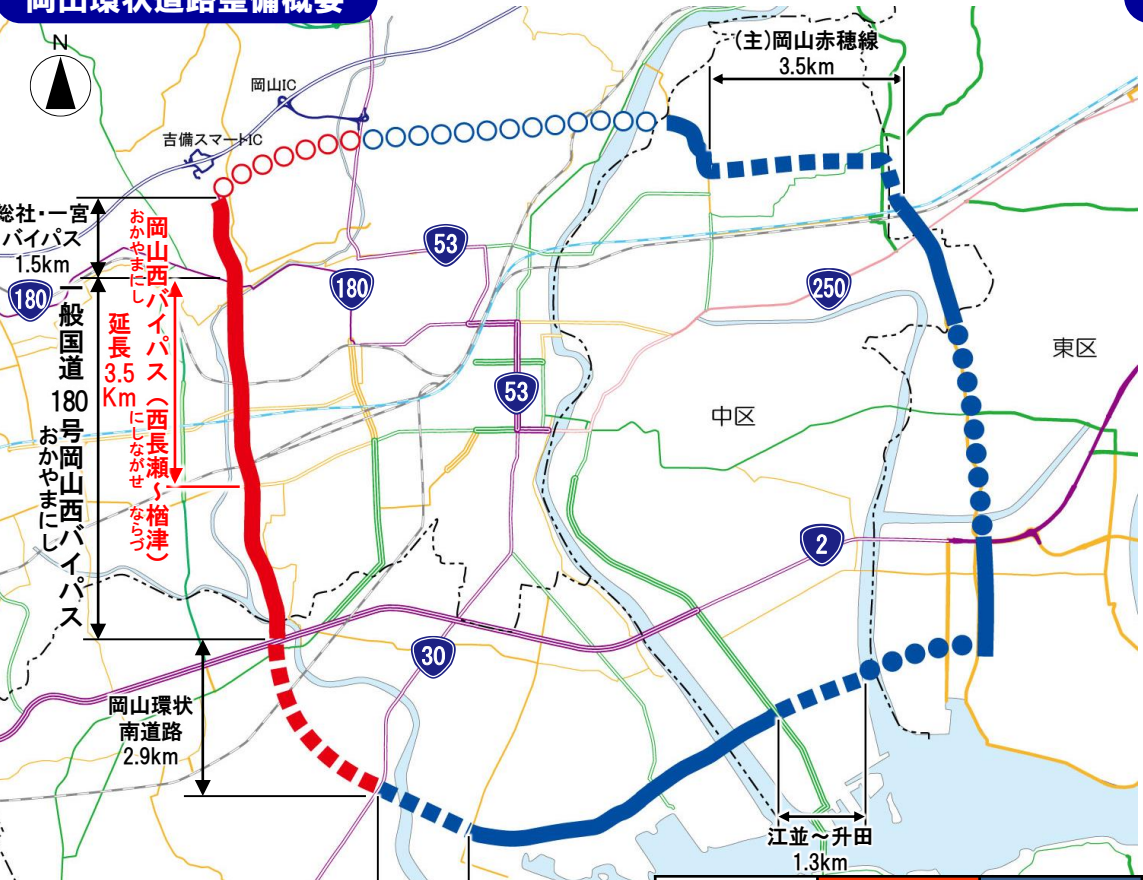 岡山環状道路整備概要
N
岡山IC
吉備スマートIC
(主)岡山赤穂線
3.5km
総社・一宮
バイパス
1.5km
180
一般国道180号岡山西バイパス
おかやまにし
岡山西バイパス(西長瀬～楢津)
おかやまにし
にしながせ
ならづ
延長
3.5
Km
53
180
250
53
東区
中区
2
30
岡山環状
南道路
2.9km
江並～升田
1.3km